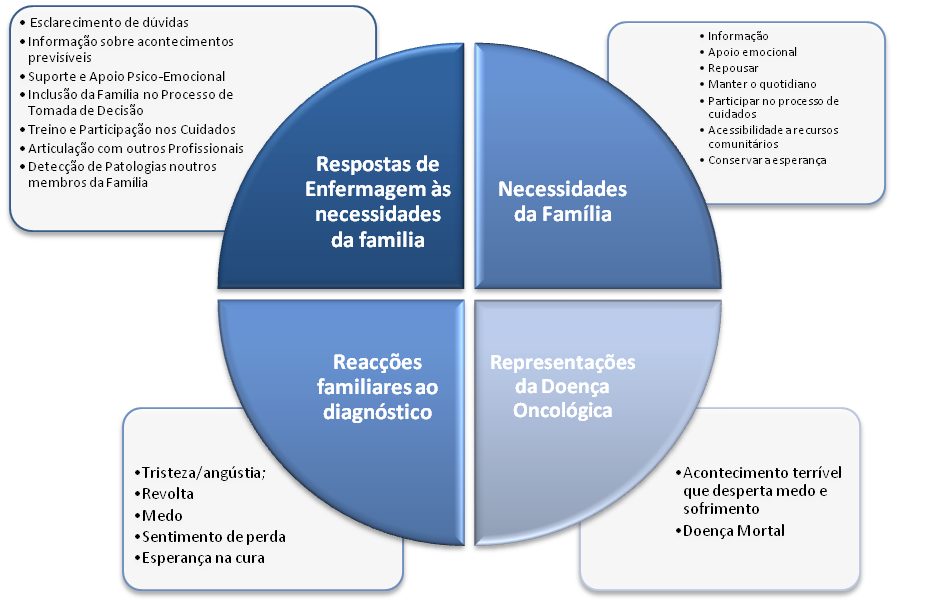 • Esclarecimento de dúvidas
• Informação sobre acontecimentos
previsíveis
• Suporte e Apoio Psico-Emocional
• Inclusão da Família no Processo de
Tomada de Decisão
• Treino e Participação nos Cuidados
• Articulação com outros Profissionais
• Detecção de Patologias noutros
membros da Família
Respostas de
Enfermagem às
necessidades
da familia
• Informação
• Apoio emocional
• Repousar
• Manter o quotidiano
• Participar no processo de
cuidados
• Acessibilidade a recursos
comunitários
• Conservar a esperança
Necessidades
da Família
Reacções
familiares ao
diagnóstico
• Tristeza/angústia;
• Revolta
• Medo
• Sentimento de perda
• Esperança na cura
Representações
da Doença
Oncológica
• Acontecimento terrível
que desperta medo e
sofrimento
• Doença Mortal